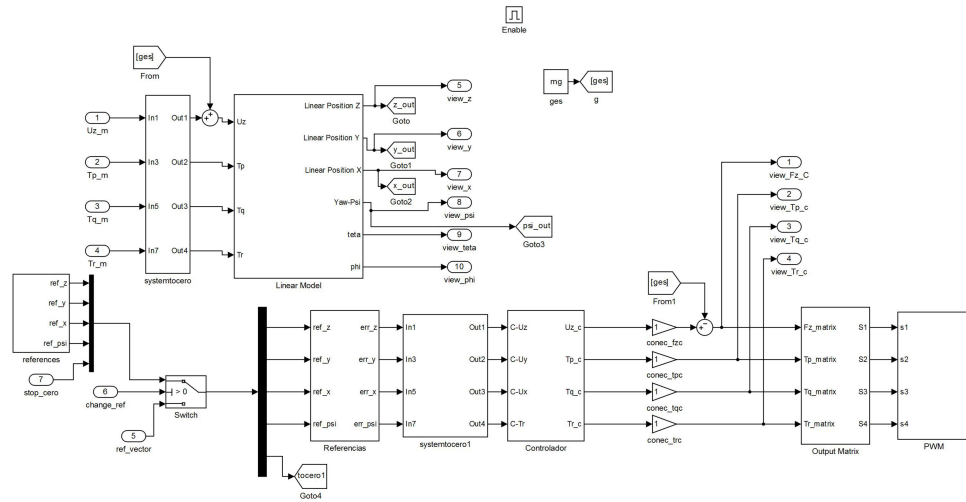 Enable
[ges]
From
mg
ges
[ges]
g
1
Uz_m
2
Tp_m
3
Tq_m
4
Tr_m
In1
In3
In5
In7
Out1
Out2
Out3
Out4
systemtocero
Uz
Tp
Tq
Tr
Linear Position Z
Linear Position Y
Linear Position X
Yaw-Psi
teta
phi
Linear Model
5
view_z
z_out
Goto
6
view_y
y_out
Goto1
7
view_x
x_out
Goto2
8
view_psi
psi_out
Goto3
9
view_teta
10
view_phi
1
view_Fz_C
2
view_Tp_c
3
view_Tq_c
4
view_Tr_c
ref_z
ref_y
ref_x
ref_psi
references
7
stop_cero
6
change_ref
5
ref_vector
> 0
Switch
tocero1
Goto4
ref_z
ref_y
ref_x
ref_psi
err_z
err_y
err_x
err_psi
Referencias
In1
In3
In5
In7
Out1
Out2
Out3
Out4
systemtocero1
C-Uz
C-Uy
C-Ux
C-Tr
Uz_c
Tp_c
Tq_c
Tr_c
Controlador
1
conec_fzc
1
conec_tpc
1
conec_tqc
1
conec_trc
[ges]
From1
Fz_matrix
Tp_matrix
Tq_matrix
Tr_matrix
S1
S2
S3
S4
Output Matrix
s1
s2
s3
s4
PWM